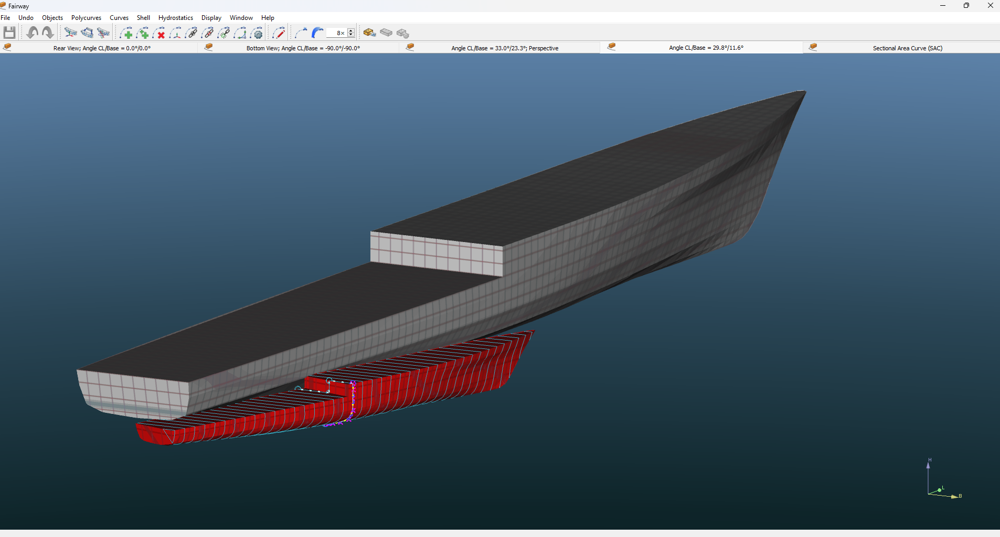 Fairway
File Undo Objects Polycurves Curves Shell Hydrostatics Display Window Help
8×
Rear View; Angle CL/Base = 0.0°/0.0° Bottom View; Angle CL/Base = -90.0°/-90.0° Angle CL/Base = 33.0°/23.3°; Perspective Angle CL/Base = 29.8°/11.6° Sectional Area Curve (SAC)
H
L
B